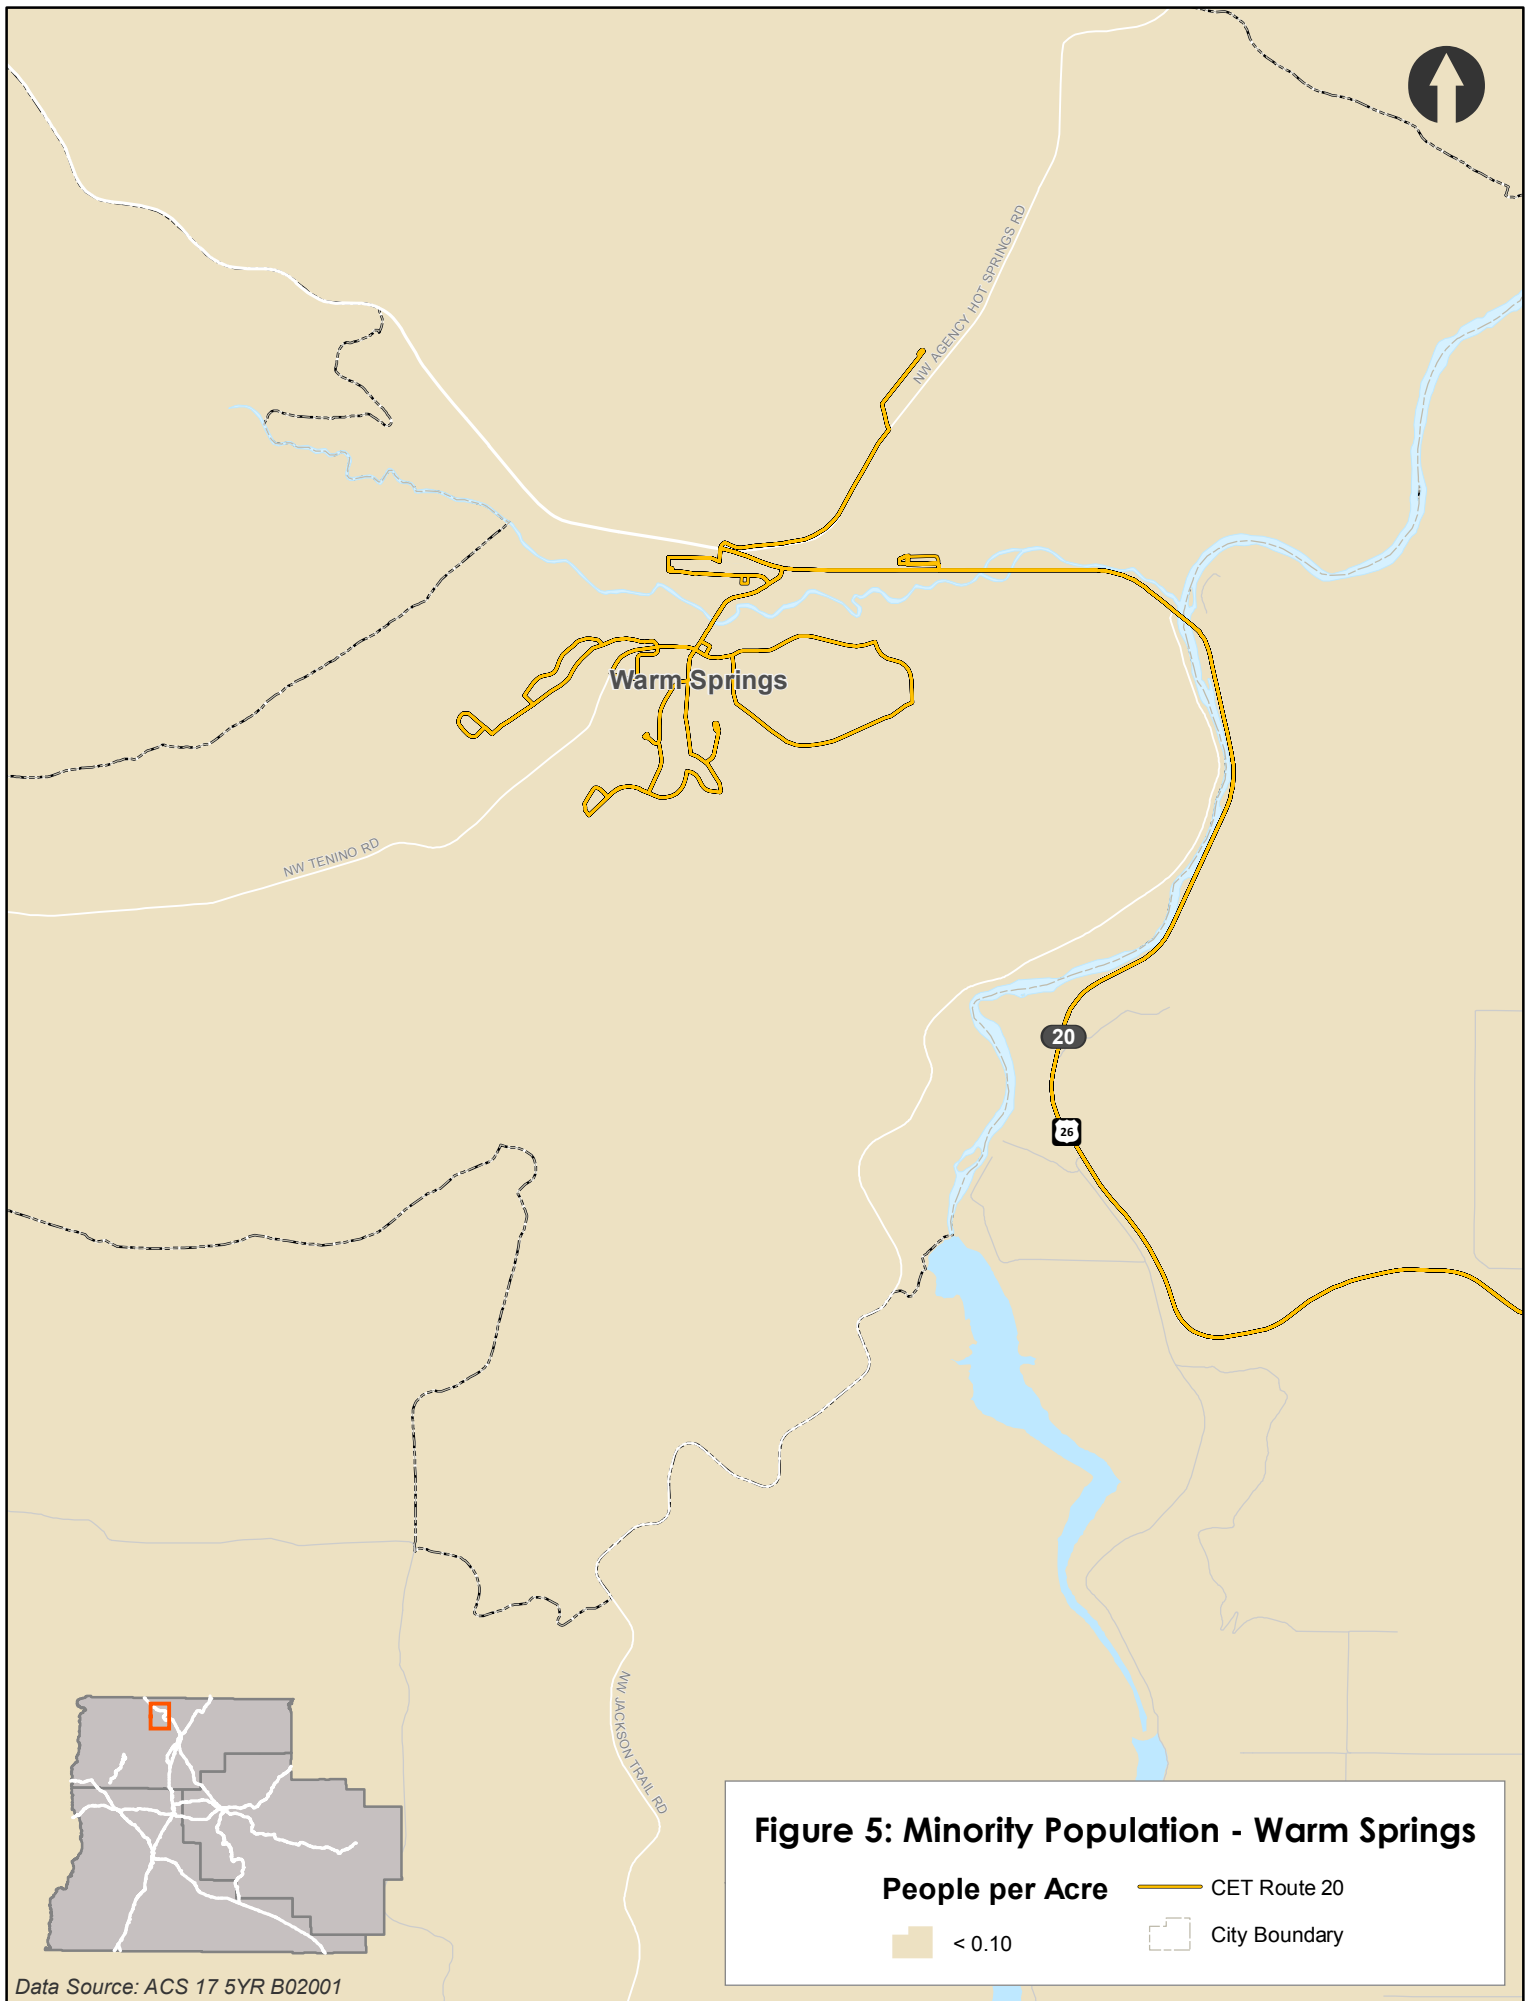 NW AGENCY HOT SPRINGS RD
Warm Springs
NW TENINO RD
20
26
NW JACKSON TRAIL RD
Figure 5: Minority Population - Warm Springs
People per Acre
CET Route 20
< 0.10
City Boundary
Data Source: ACS 17 5YR B02001